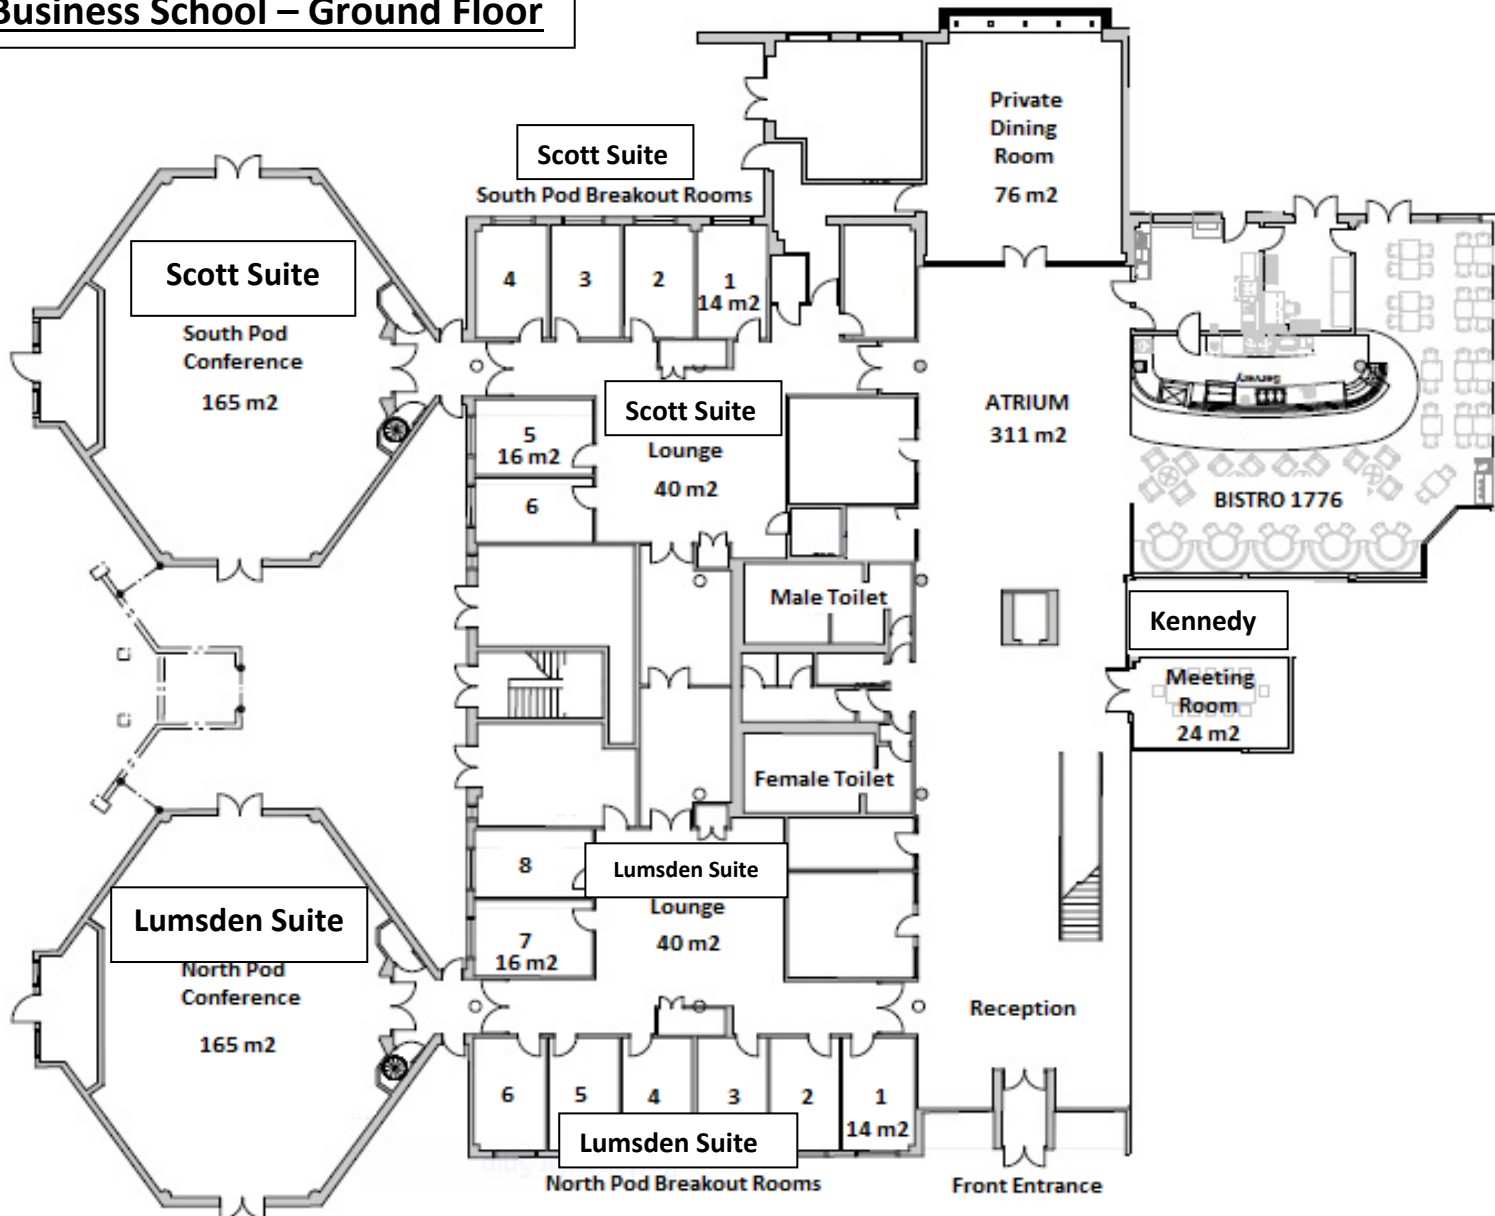 Business School – Ground Floor
Private
Dining
Room
76 m2
Scott Suite
South Pod Breakout Rooms
4
3
2
1
14 m2
Scott Suite
South Pod
Conference
165 m2
Scott Suite
Lounge
40 m2
5
16 m2
6
ATRIUM
311 m2
Servery
BISTRO 1776
Male Toilet
Kennedy
Meeting
Room
24 m2
Female Toilet
8
7
16 m2
Lumsden Suite
Lounge
40 m2
Lumsden Suite
North Pod
Conference
165 m2
Reception
6
5
4
3
2
1
14 m2
Lumsden Suite
North Pod Breakout Rooms
Front Entrance